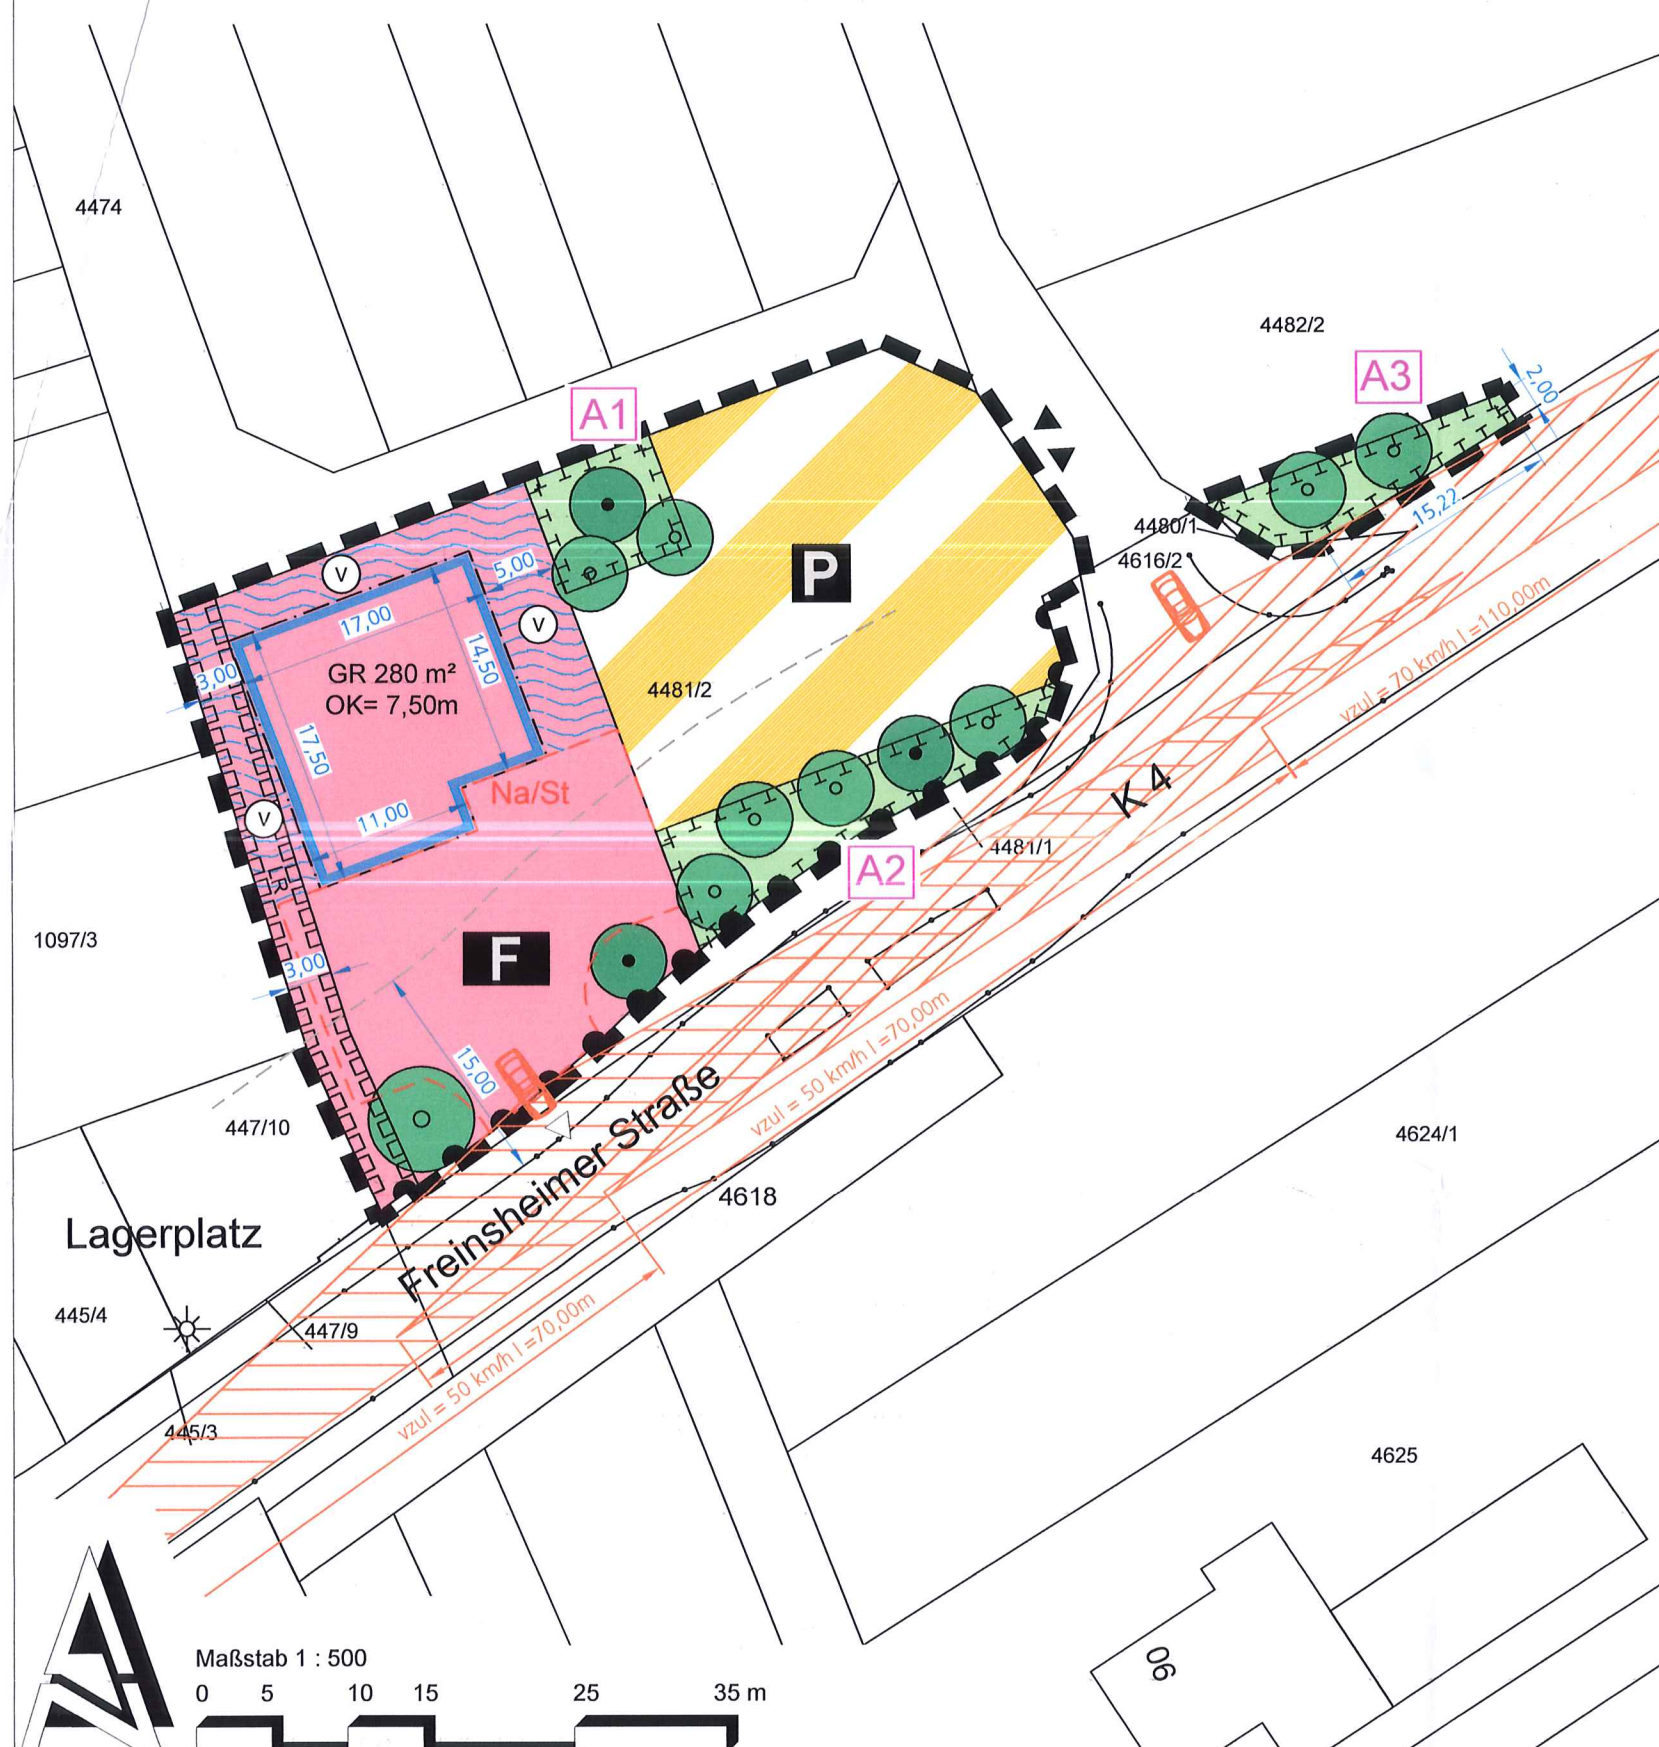 4474
4482/2
A3
2,00
A1
15,22
4480/1
4616/2
V
5,00
P
17,00
V
14,50
3,00
GR 280 m²
OK= 7,50m
4481/2
17,50
vzul = 70 km/h l =110,00m
Na/St
K 4
11,00
V
4481/1
A2
LR
1097/3
F
3,00
15,00
vzul = 50 km/h l =70,00m
447/10
4624/1
Freinsheimer Straße
4618
Lagerplatz
445/4
447/9
vzul = 50 km/h l =70,00m
445/3
4625
90
Maßstab 1 : 500
0 5 10 15 25 35 m